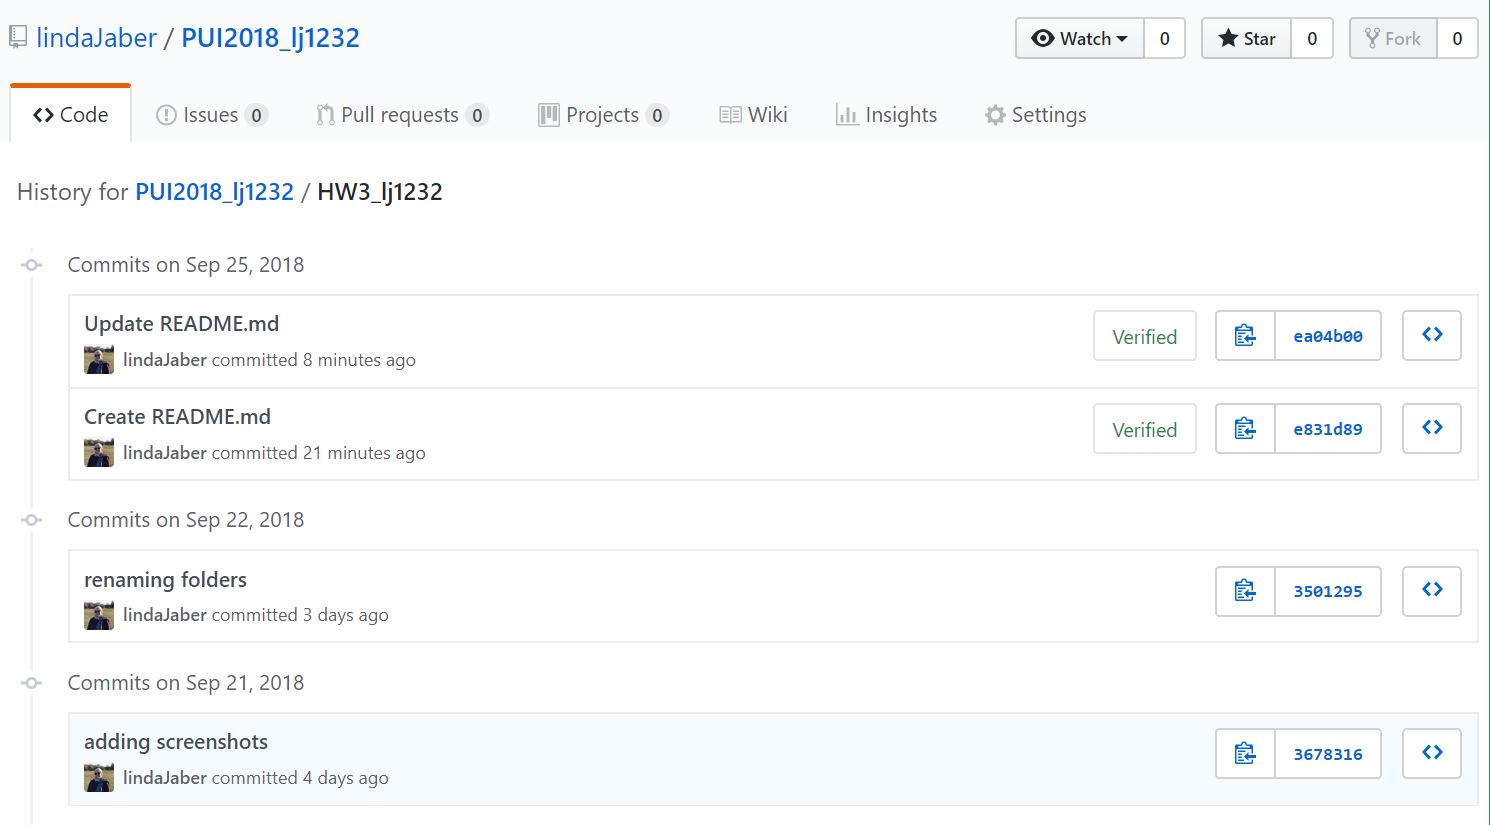 lindaJaber / PUI2018_lj1232 Watch 0 Star 0 Fork 0
Code Issues 0 Pull requests 0 Projects 0 Wiki Insights Settings
History for PUI2018_lj1232 / HW3_lj1232
Commits on Sep 25, 2018
Update README.md
lindaJaber committed 8 minutes ago Verified ea04b00
Create README.md
lindaJaber committed 21 minutes ago Verified e831d89
Commits on Sep 22, 2018
renaming folders
lindaJaber committed 3 days ago 3501295
Commits on Sep 21, 2018
adding screenshots
lindaJaber committed 4 days ago 3678316